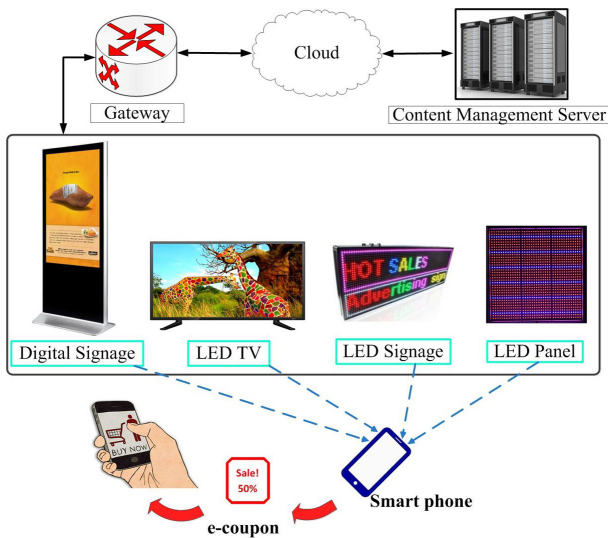 Cloud
Gateway
Content Management Server
HOT SALES
Advertising sign
Digital Signage
LED TV
LED Signage
LED Panel
BUY NOW
Sale!
50%
Smart phone
e-coupon